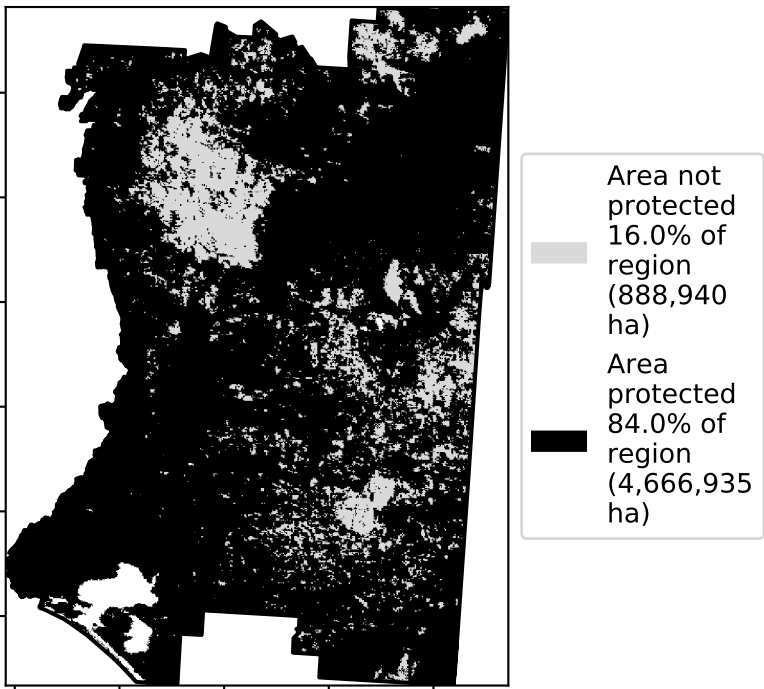 Area not
protected
16.0% of
region
(888,940
ha)
Area
protected
84.0% of
region
(4,666,935
ha)